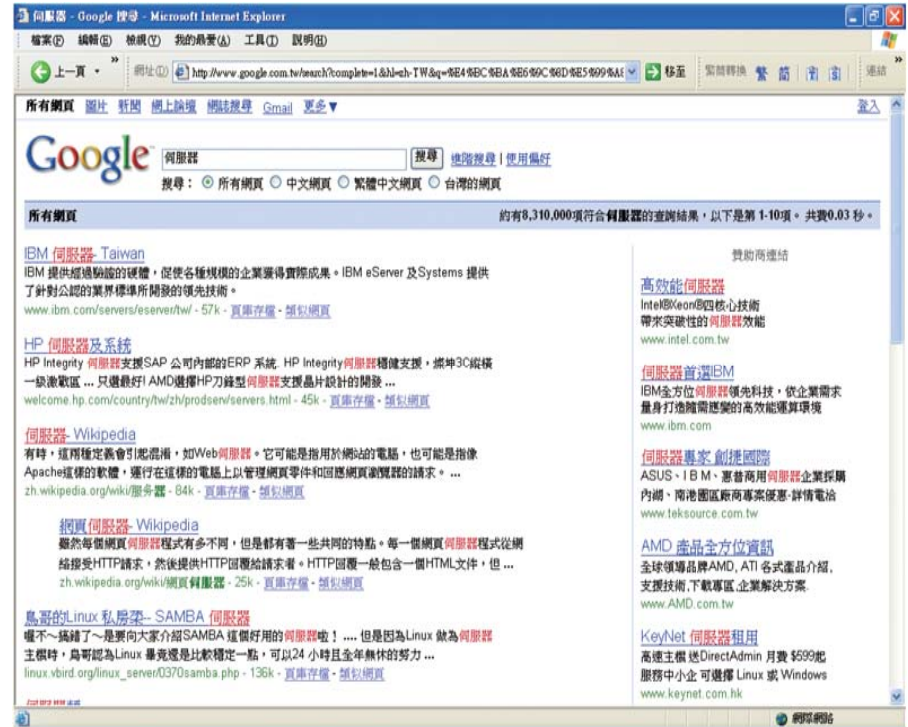 伺服器 - Google 搜尋 - Microsoft Internet Explorer
檔案(F) 編輯(E) 檢視(V) 我的最愛(A) 工具(T) 說明(H)
上一頁 » 網址(D) http://www.google.com.tw/search?complete=1&hl=zh-TW&q=%E4%BC%BA%E6%9C%8D%E5%99%A8 移至 繁簡轉換 繁 簡 連結 »
所有網頁 圖片 新聞 網上論壇 網誌搜尋 Gmail 更多▼ 登入
Google 伺服器 搜尋 進階搜尋 | 使用偏好
搜尋: 所有網頁 中文網頁 繁體中文網頁 台灣的網頁
所有網頁 約有8,310,000項符合伺服器的查詢結果,以下是第 1-10項。 共費0.03 秒。
IBM 伺服器- Taiwan
IBM 提供經過驗證的硬體,促使各種規模的企業獲得實際成果。IBM eServer 及Systems 提供
了針對公認的業界標準所開發的領先技術。
www.ibm.com/servers/eserver/tw/ - 57k - 頁庫存檔 - 類似網頁
HP 伺服器及系統
HP Integrity 伺服器支援SAP 公司內部的ERP 系統. HP Integrity伺服器穩健支援,燦坤3C縱橫
一級激戰區 ... 只選最好! AMD選擇HP刀鋒型伺服器支援晶片設計的開發 ...
welcome.hp.com/country/tw/zh/prodserv/servers.html - 45k - 頁庫存檔 - 類似網頁
伺服器- Wikipedia
有時,這兩種定義會引起混淆,如Web伺服器。它可能是指用於網站的電腦,也可能是指像
Apache這樣的軟體,運行在這樣的電腦上以管理網頁零件和回應網頁瀏覽器的請求。 ...
zh.wikipedia.org/wiki/服务器 - 84k - 頁庫存檔 - 類似網頁
網頁伺服器- Wikipedia
雖然每個網頁伺服器程式有多不同,但是都有著一些共同的特點。每一個網頁伺服器程式從網
絡接受HTTP請求,然後提供HTTP回覆給請求者。HTTP回覆一般包含一個HTML文件,但 ...
zh.wikipedia.org/wiki/網頁伺服器 - 25k - 頁庫存檔 - 類似網頁
鳥哥的Linux 私房菜-- SAMBA 伺服器
喔不~搞錯了~是要向大家介紹SAMBA 這個好用的伺服器啦! .... 但是因為Linux 做為伺服器
主機時,鳥哥認為Linux 畢竟還是比較穩定一點,可以24 小時且全年無休的努力 ...
linux.vbird.org/linux_server/0370samba.php - 136k - 頁庫存檔 - 類似網頁
贊助商連結
高效能伺服器
Intel®Xeon®四核心技術
帶來突破性的伺服器效能
www.intel.com.tw
伺服器首選IBM
IBM全方位伺服器領先科技,依企業需求
量身打造隨需應變的高效能運算環境
www.ibm.com
伺服器專家 創捷國際
ASUS、I B M、惠普商用伺服器企業採購
內湖、南港園區廠商專案優惠-詳情電洽
www.teksource.com.tw
AMD 產品全方位資訊
全球領導品牌AMD, ATI 各式產品介紹,
支援技術,下載專區,企業解決方案.
www.AMD.com.tw
KeyNet 伺服器租用
高速主機 送DirectAdmin 月費 $599起
服務中小企 可選擇 Linux 或 Windows
www.keynet.com.hk
網際網路